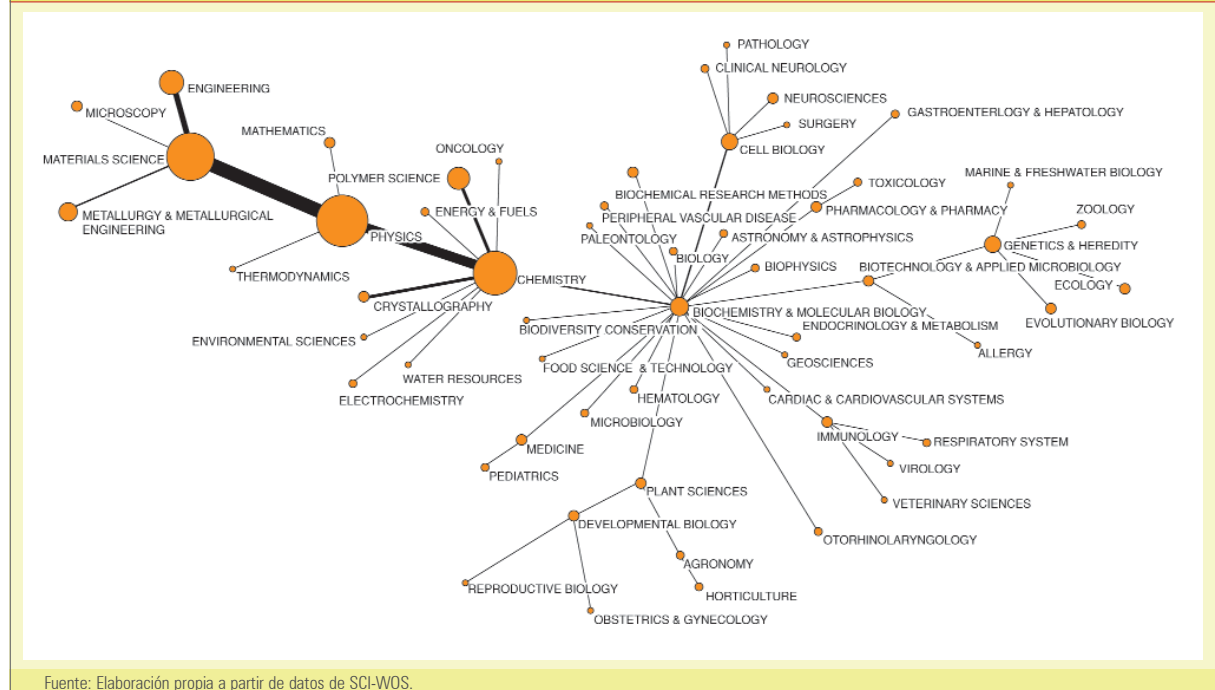 PATHOLOGY
CLINICAL NEUROLOGY
ENGINEERING
NEUROSCIENCES
MICROSCOPY
GASTROENTERLOGY & HEPATOLOGY
SURGERY
MATHEMATICS
ONCOLOGY
CELL BIOLOGY
MATERIALS SCIENCE
MARINE & FRESHWATER BIOLOGY
POLYMER SCIENCE
TOXICOLOGY
BIOCHEMICAL RESEARCH METHODS
PHARMACOLOGY & PHARMACY
ZOOLOGY
METALLURGY & METALLURGICAL
ENGINEERING
ENERGY & FUELS
PERIPHERAL VASCULAR DISEASE
PHYSICS
PALEONTOLOGY
ASTRONOMY & ASTROPHYSICS
GENETICS & HEREDITY
BIOLOGY
BIOPHYSICS
BIOTECHNOLOGY & APPLIED MICROBIOLOGY
THERMODYNAMICS
CHEMISTRY
ECOLOGY
CRYSTALLOGRAPHY
BIOCHEMISTRY & MOLECULAR BIOLOGY
EVOLUTIONARY BIOLOGY
BIODIVERSITY CONSERVATION
ENDOCRINOLOGY & METABOLISM
ENVIRONMENTAL SCIENCES
ALLERGY
GEOSCIENCES
FOOD SCIENCE & TECHNOLOGY
WATER RESOURCES
ELECTROCHEMISTRY
HEMATOLOGY
CARDIAC & CARDIOVASCULAR SYSTEMS
MICROBIOLOGY
IMMUNOLOGY
RESPIRATORY SYSTEM
MEDICINE
VIROLOGY
PEDIATRICS
PLANT SCIENCES
VETERINARY SCIENCES
DEVELOPMENTAL BIOLOGY
OTORHINOLARYNGOLOGY
AGRONOMY
REPRODUCTIVE BIOLOGY
HORTICULTURE
OBSTETRICS & GYNECOLOGY
Fuente: Elaboración propia a partir de datos de SCI-WOS.